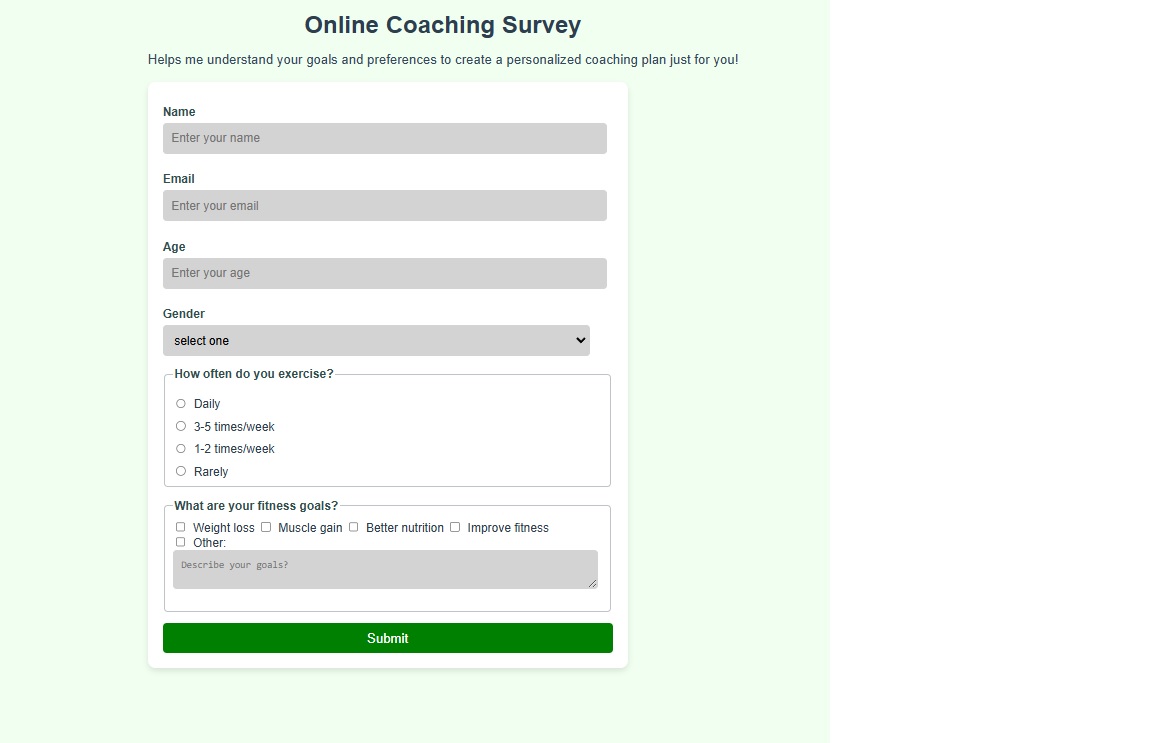 Online Coaching Survey
Helps me understand your goals and preferences to create a personalized coaching plan just for you!
Name
Enter your name
Email
Enter your email
Age
Enter your age
Gender
select one
How often do you exercise?
Daily
3-5 times/week
1-2 times/week
Rarely
What are your fitness goals?
Weight loss Muscle gain Better nutrition Improve fitness
Other:
Describe your goals?
Submit